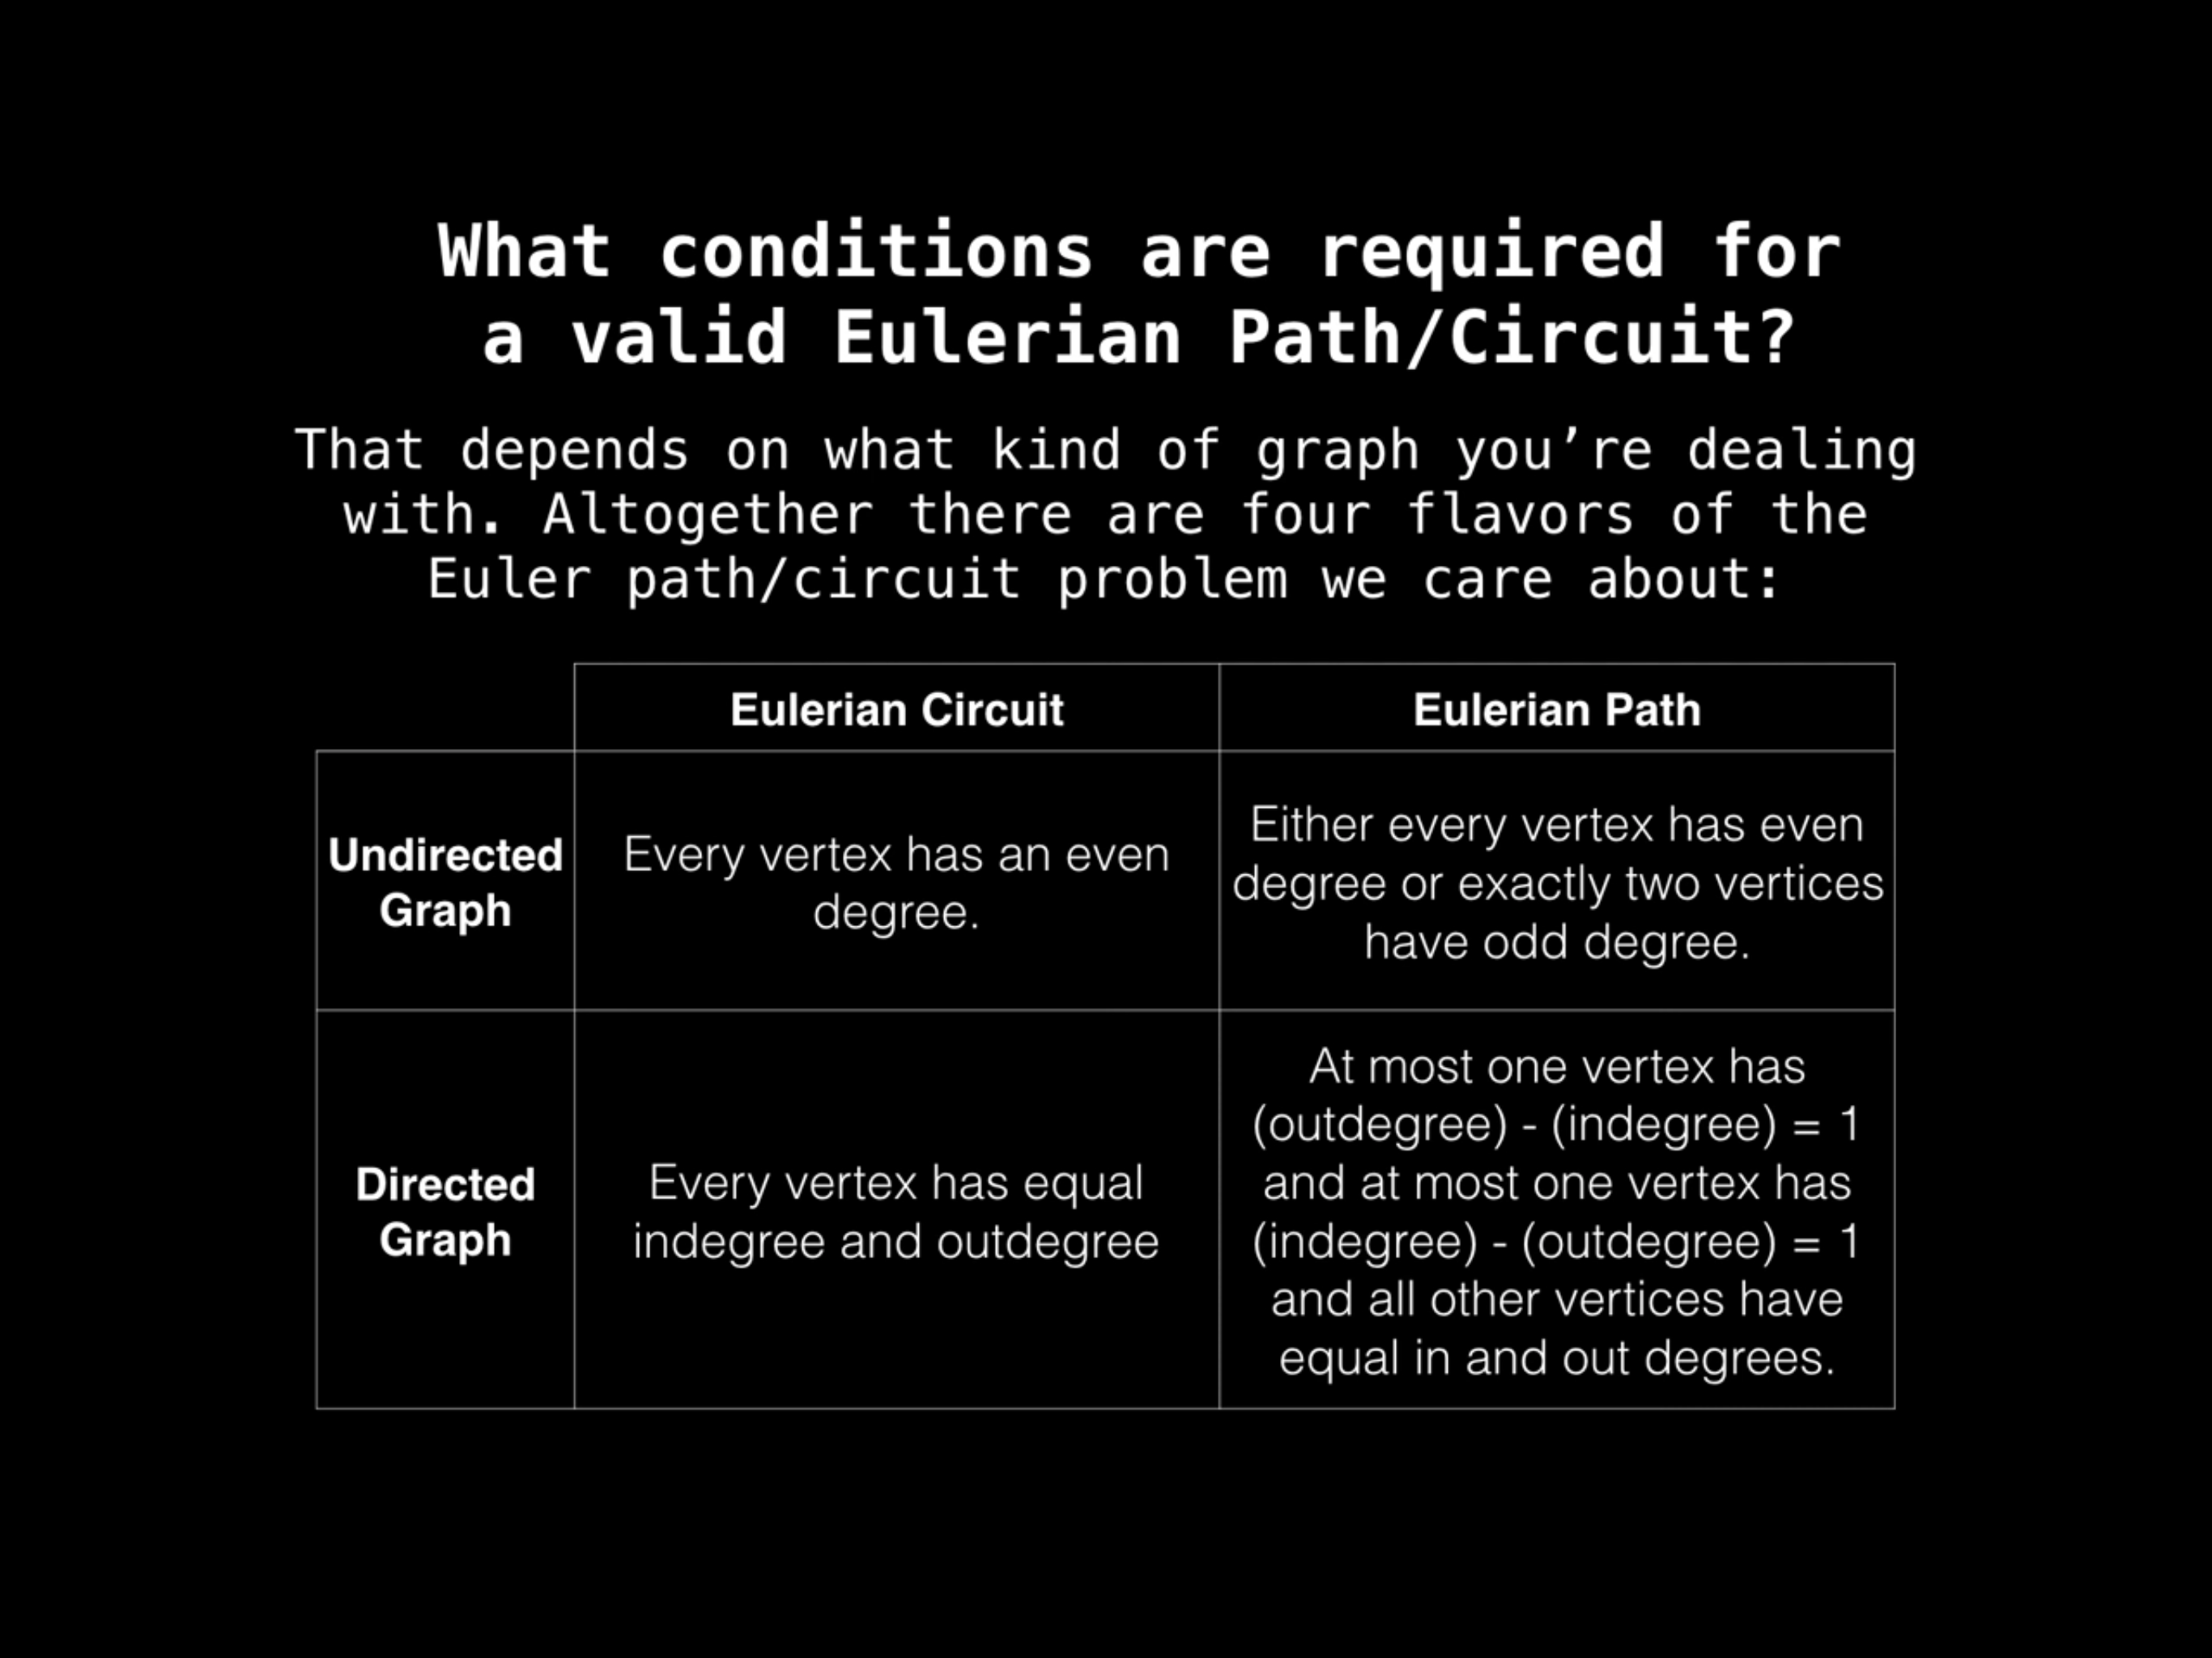 What conditions are required for
a valid Eulerian Path/Circuit?
That depends on what kind of graph you’re dealing
with. Altogether there are four flavors of the
Euler path/circuit problem we care about:
Eulerian Circuit
Eulerian Path
Undirected
Graph
Every vertex has an even
degree.
Either every vertex has even
degree or exactly two vertices
have odd degree.
Directed
Graph
Every vertex has equal
indegree and outdegree
At most one vertex has
(outdegree) - (indegree) = 1
and at most one vertex has
(indegree) - (outdegree) = 1
and all other vertices have
equal in and out degrees.